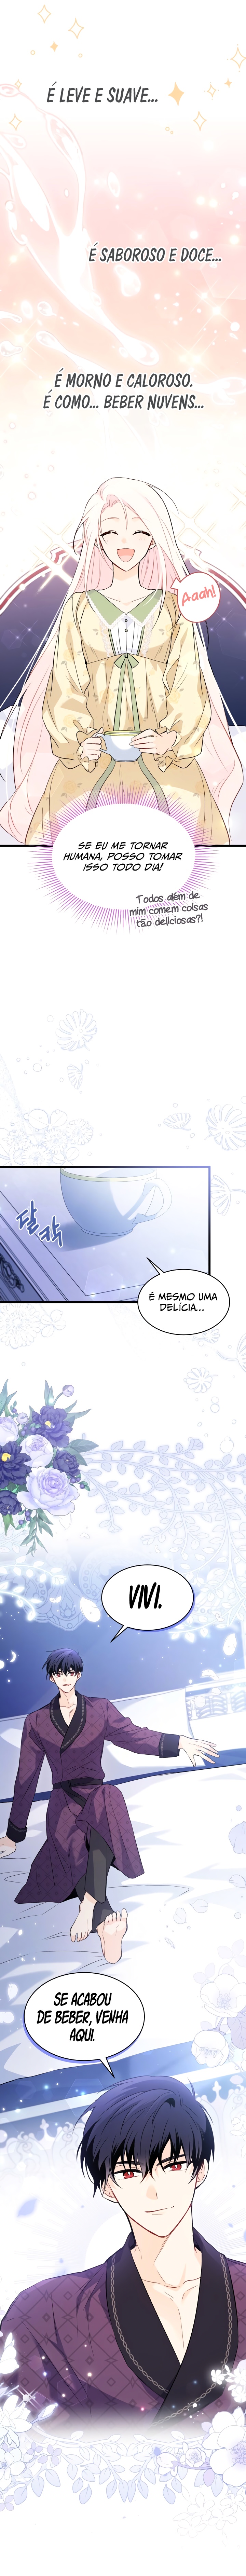 É LEVE E SUAVE...
É SABOROSO E DOCE...
É MORNO E CALOROSO.
É COMO... BEBER NUVENS...
Aaah!
SE EU ME TORNAR
HUMANA, POSSO TOMAR
ISSO TODO DIA!
Todos além de
mim comem coisas
tão deliciosas?!
달칵
É MESMO UMA
DELÍCIA...
VIVI.
SE ACABOU
DE BEBER, VENHA
AQUI.